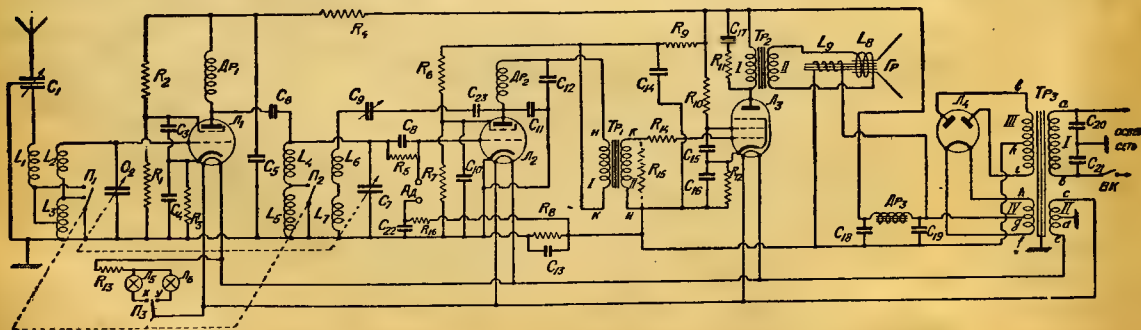 R₄
C₁
R₂
Др₁
C₃
Л₁
C₆
C₅
L₁
L₂
П₁
C₂
R₁
C₄
R₃
L₃
R₁₃
Л₅
Л₆
X
У
П₃
C₉
L₄
L₆
П₂
L₅
L₇
C₇
R₆
C₂₃
Др₂
C₁₂
C₈
R₅
R₇
C₁₁
Л₂
C₁₀
Ад
C₂₂
R₁₆
R₈
C₁₃
R₉
C₁₄
Тр₁
н
к
I
II
к
н
R₁₄
R₁₅
C₁₇
Тр₂
R₁₁
I
II
R₁₀
Л₃
C₁₅
C₁₆
R₁₂
L₉
L₈
Гр
Л₄
Тр₃
в
а
III
I
C₂₀
C₂₁
h
i
б
ВК
k
IV
g
f
c
II
d
e
сеть
Др₃
C₁₈
C₁₉